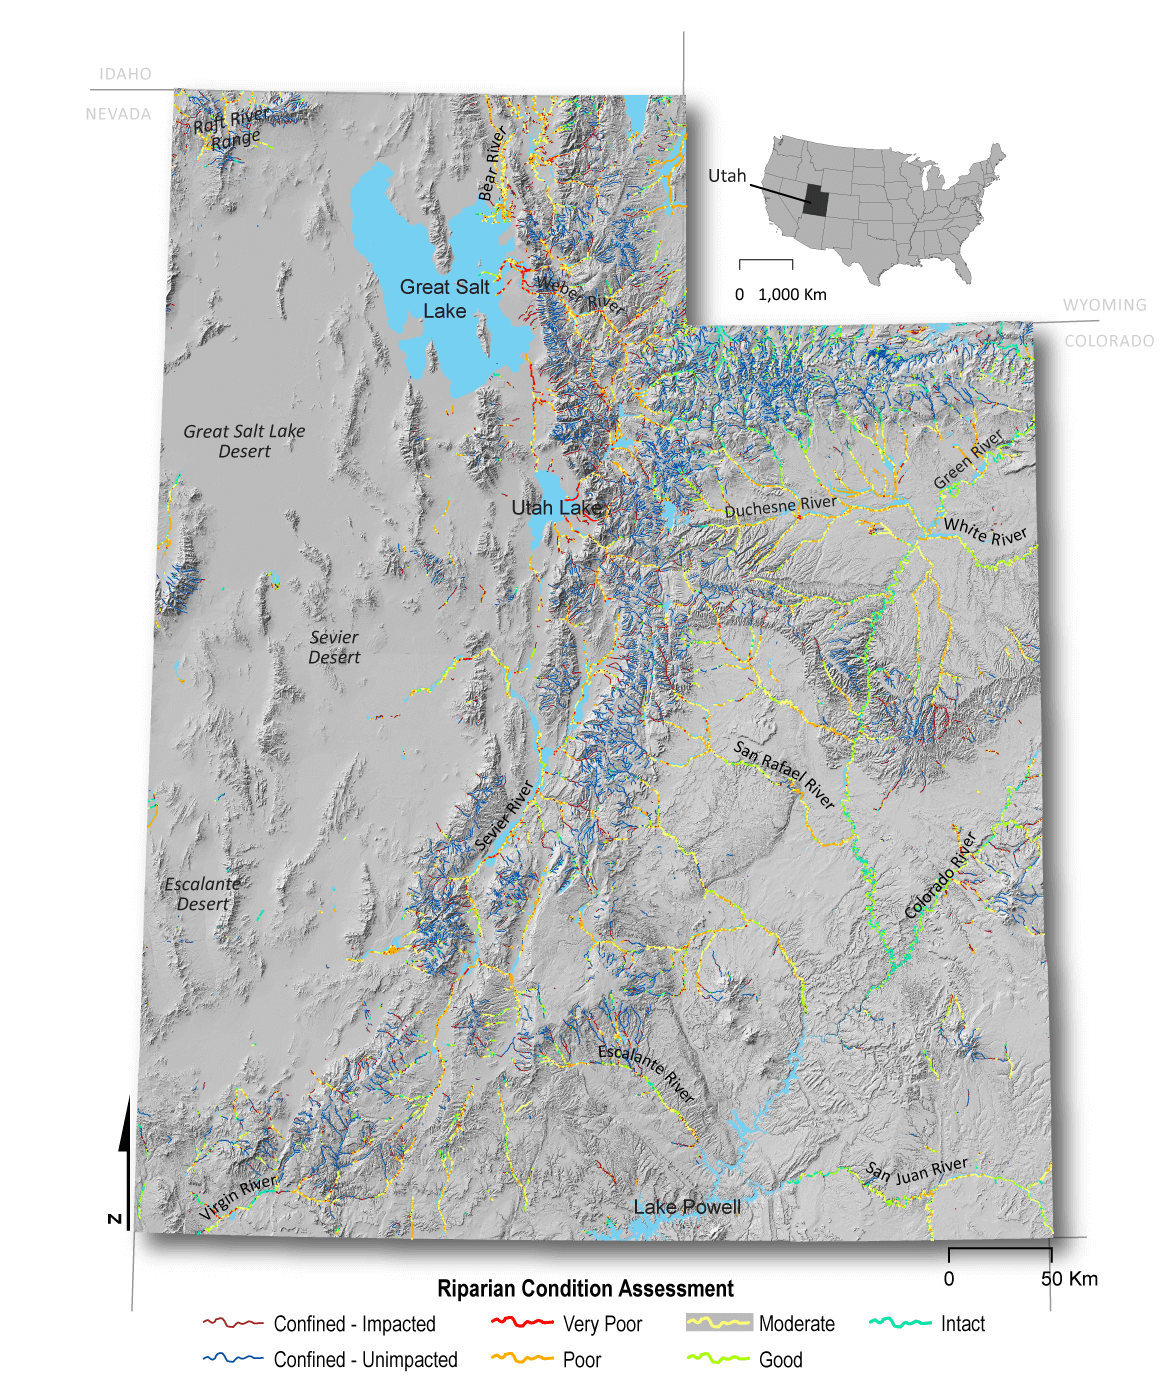 IDAHO
NEVADA
Raft River
Range
Bear River
Utah
0 1,000 Km
WYOMING
COLORADO
Great Salt
Lake
Weber River
Great Salt Lake
Desert
Green River
Utah Lake
Duchesne River
White River
Sevier
Desert
San Rafael River
Sevier River
Colorado River
Escalante
Desert
Escalante River
San Juan River
Virgin River
Lake Powell
N
0 50 Km
Riparian Condition Assessment
Confined - Impacted
Very Poor
Moderate
Intact
Confined - Unimpacted
Poor
Good